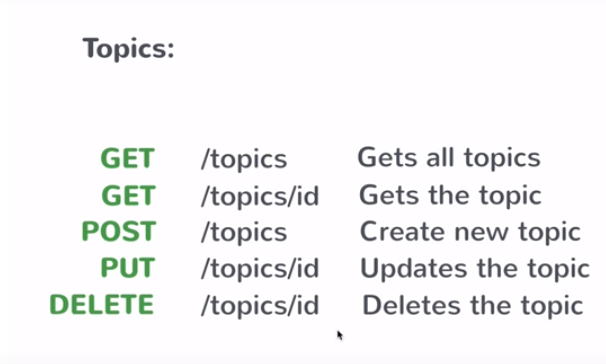 Topics:
GET /topics Gets all topics
GET /topics/id Gets the topic
POST /topics Create new topic
PUT /topics/id Updates the topic
DELETE /topics/id Deletes the topic